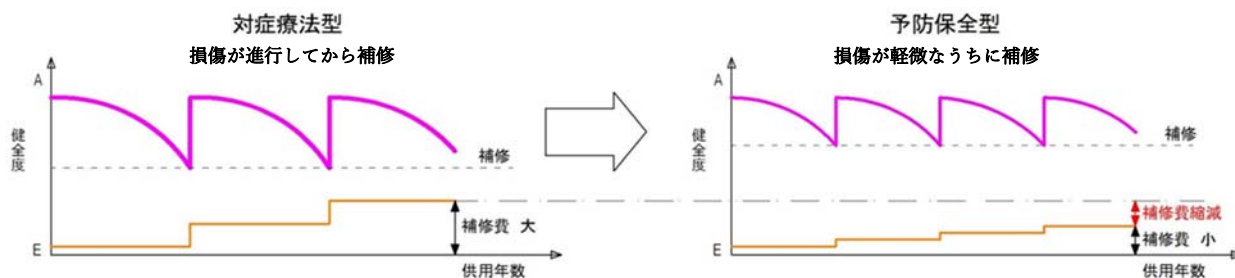 対症療法型
損傷が進行してから補修
A
健全度
補修
補修費 大
E
供用年数
予防保全型
損傷が軽微なうちに補修
A
健全度
補修
補修費縮減
補修費 小
E
供用年数